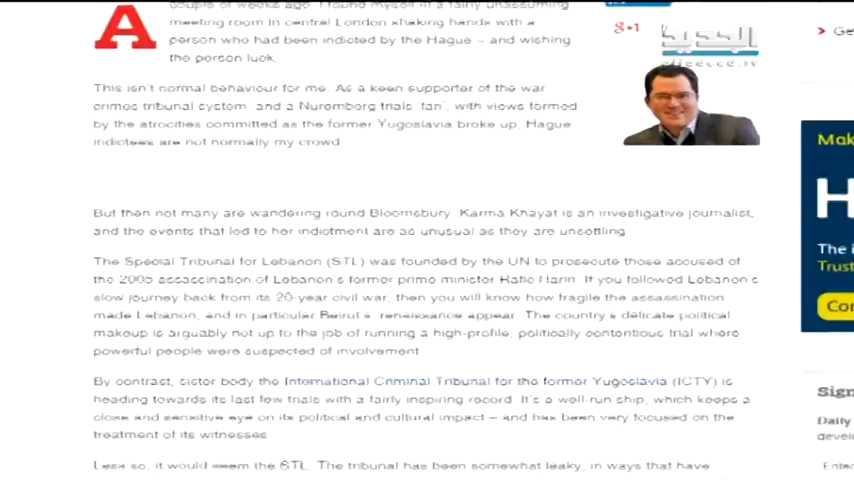 A
couple of weeks ago I found myself in a fairly unassuming
meeting room in central London shaking hands with a
person who had been indicted by the Hague – and wishing
the person luck.
This isn't normal behaviour for me. As a keen supporter of the war
crimes tribunal system, and a Nuremberg trials 'fan', with views formed
by the atrocities committed as the former Yugoslavia broke up, Hague
indictees are not normally my crowd.
But then not many are wandering round Bloomsbury. Karma Khayat is an investigative journalist,
and the events that led to her indictment are as unusual as they are unsettling.
The Special Tribunal for Lebanon (STL) was founded by the UN to prosecute those accused of
the 2005 assassination of Lebanon's former prime minister Rafic Hariri. If you followed Lebanon's
slow journey back from its 20-year civil war, then you will know how fragile the assassination
made Lebanon, and in particular Beirut's, renaissance appear. The country's delicate political
makeup is arguably not up to the job of running a high-profile, politically contentious trial where
powerful people were suspected of involvement.
By contrast, sister body the International Criminal Tribunal for the former Yugoslavia (ICTY) is
heading towards its last few trials with a fairly inspiring record. It's a well-run ship, which keeps a
close and sensitive eye on its political and cultural impact – and has been very focused on the
treatment of its witnesses.
Less so, it would seem the STL. The tribunal has been somewhat leaky, in ways that have
g+1
الجديد
aljadeed.tv
> Ge
Mak
H
The i
Trust
Con
Sign
Daily
devel
Ente